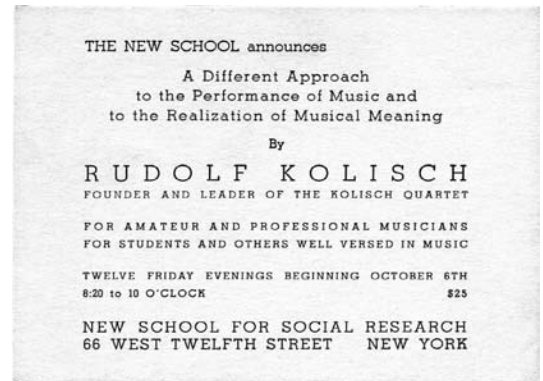 THE NEW SCHOOL announces
A Different Approach
to the Performance of Music and
to the Realization of Musical Meaning
By
RUDOLF KOLISCH
FOUNDER AND LEADER OF THE KOLISCH QUARTET
FOR AMATEUR AND PROFESSIONAL MUSICIANS
FOR STUDENTS AND OTHERS WELL VERSED IN MUSIC
TWELVE FRIDAY EVENINGS BEGINNING OCTOBER 6TH
8:20 to 10 O'CLOCK $25
NEW SCHOOL FOR SOCIAL RESEARCH
66 WEST TWELFTH STREET NEW YORK